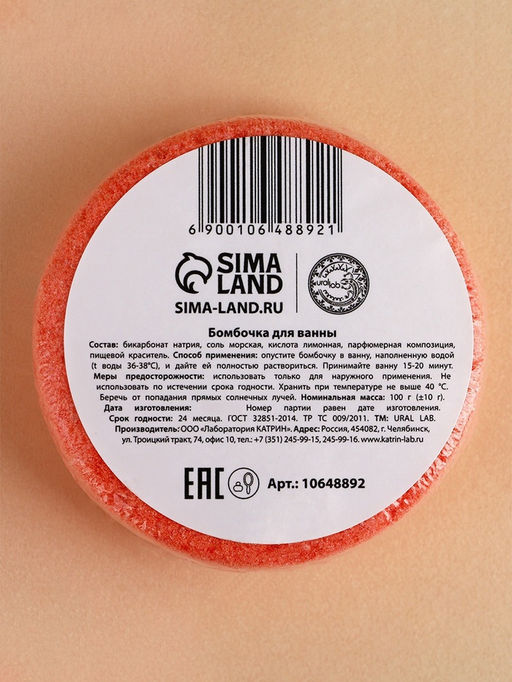 6 900106 488921
SIMA
LAND
SIMA-LAND.RU
ural lab
Бомбочка для ванны
Состав: бикарбонат натрия, соль морская, кислота лимонная, парфюмерная композиция,
пищевой краситель. Способ применения: опустите бомбочку в ванну, наполненную водой
(t воды 36-38°С), и дайте ей полностью раствориться. Принимайте ванну 15-20 минут.
Меры предосторожности: использовать только для наружного применения. Не
использовать по истечении срока годности. Хранить при температуре не выше 40 °С.
Беречь от попадания прямых солнечных лучей. Номинальная масса: 100 г (±10 г).
Дата изготовления: Номер партии равен дате изготовления.
Срок годности: 24 месяца. ГОСТ 32851-2014. ТР ТС 009/2011. ТМ: URAL LAB.
Производитель: ООО «Лаборатория КАТРИН». Адрес: Россия, 454082, г. Челябинск,
ул. Троицкий тракт, 74, офис 10, тел.: +7 (351) 245-99-15, 245-99-16. www.katrin-lab.ru
EAC
Арт.: 10648892